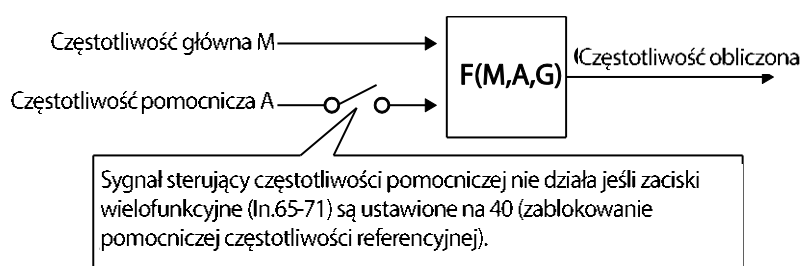 Częstotliwość główna M
F(M,A,G)
Częstotliwość obliczona
Częstotliwość pomocnicza A
Sygnał sterujący częstotliwości pomocniczej nie działa jeśli zaciski
wielofunkcyjne (In.65-71) są ustawione na 40 (zablokowanie
pomocniczej częstotliwości referencyjnej).